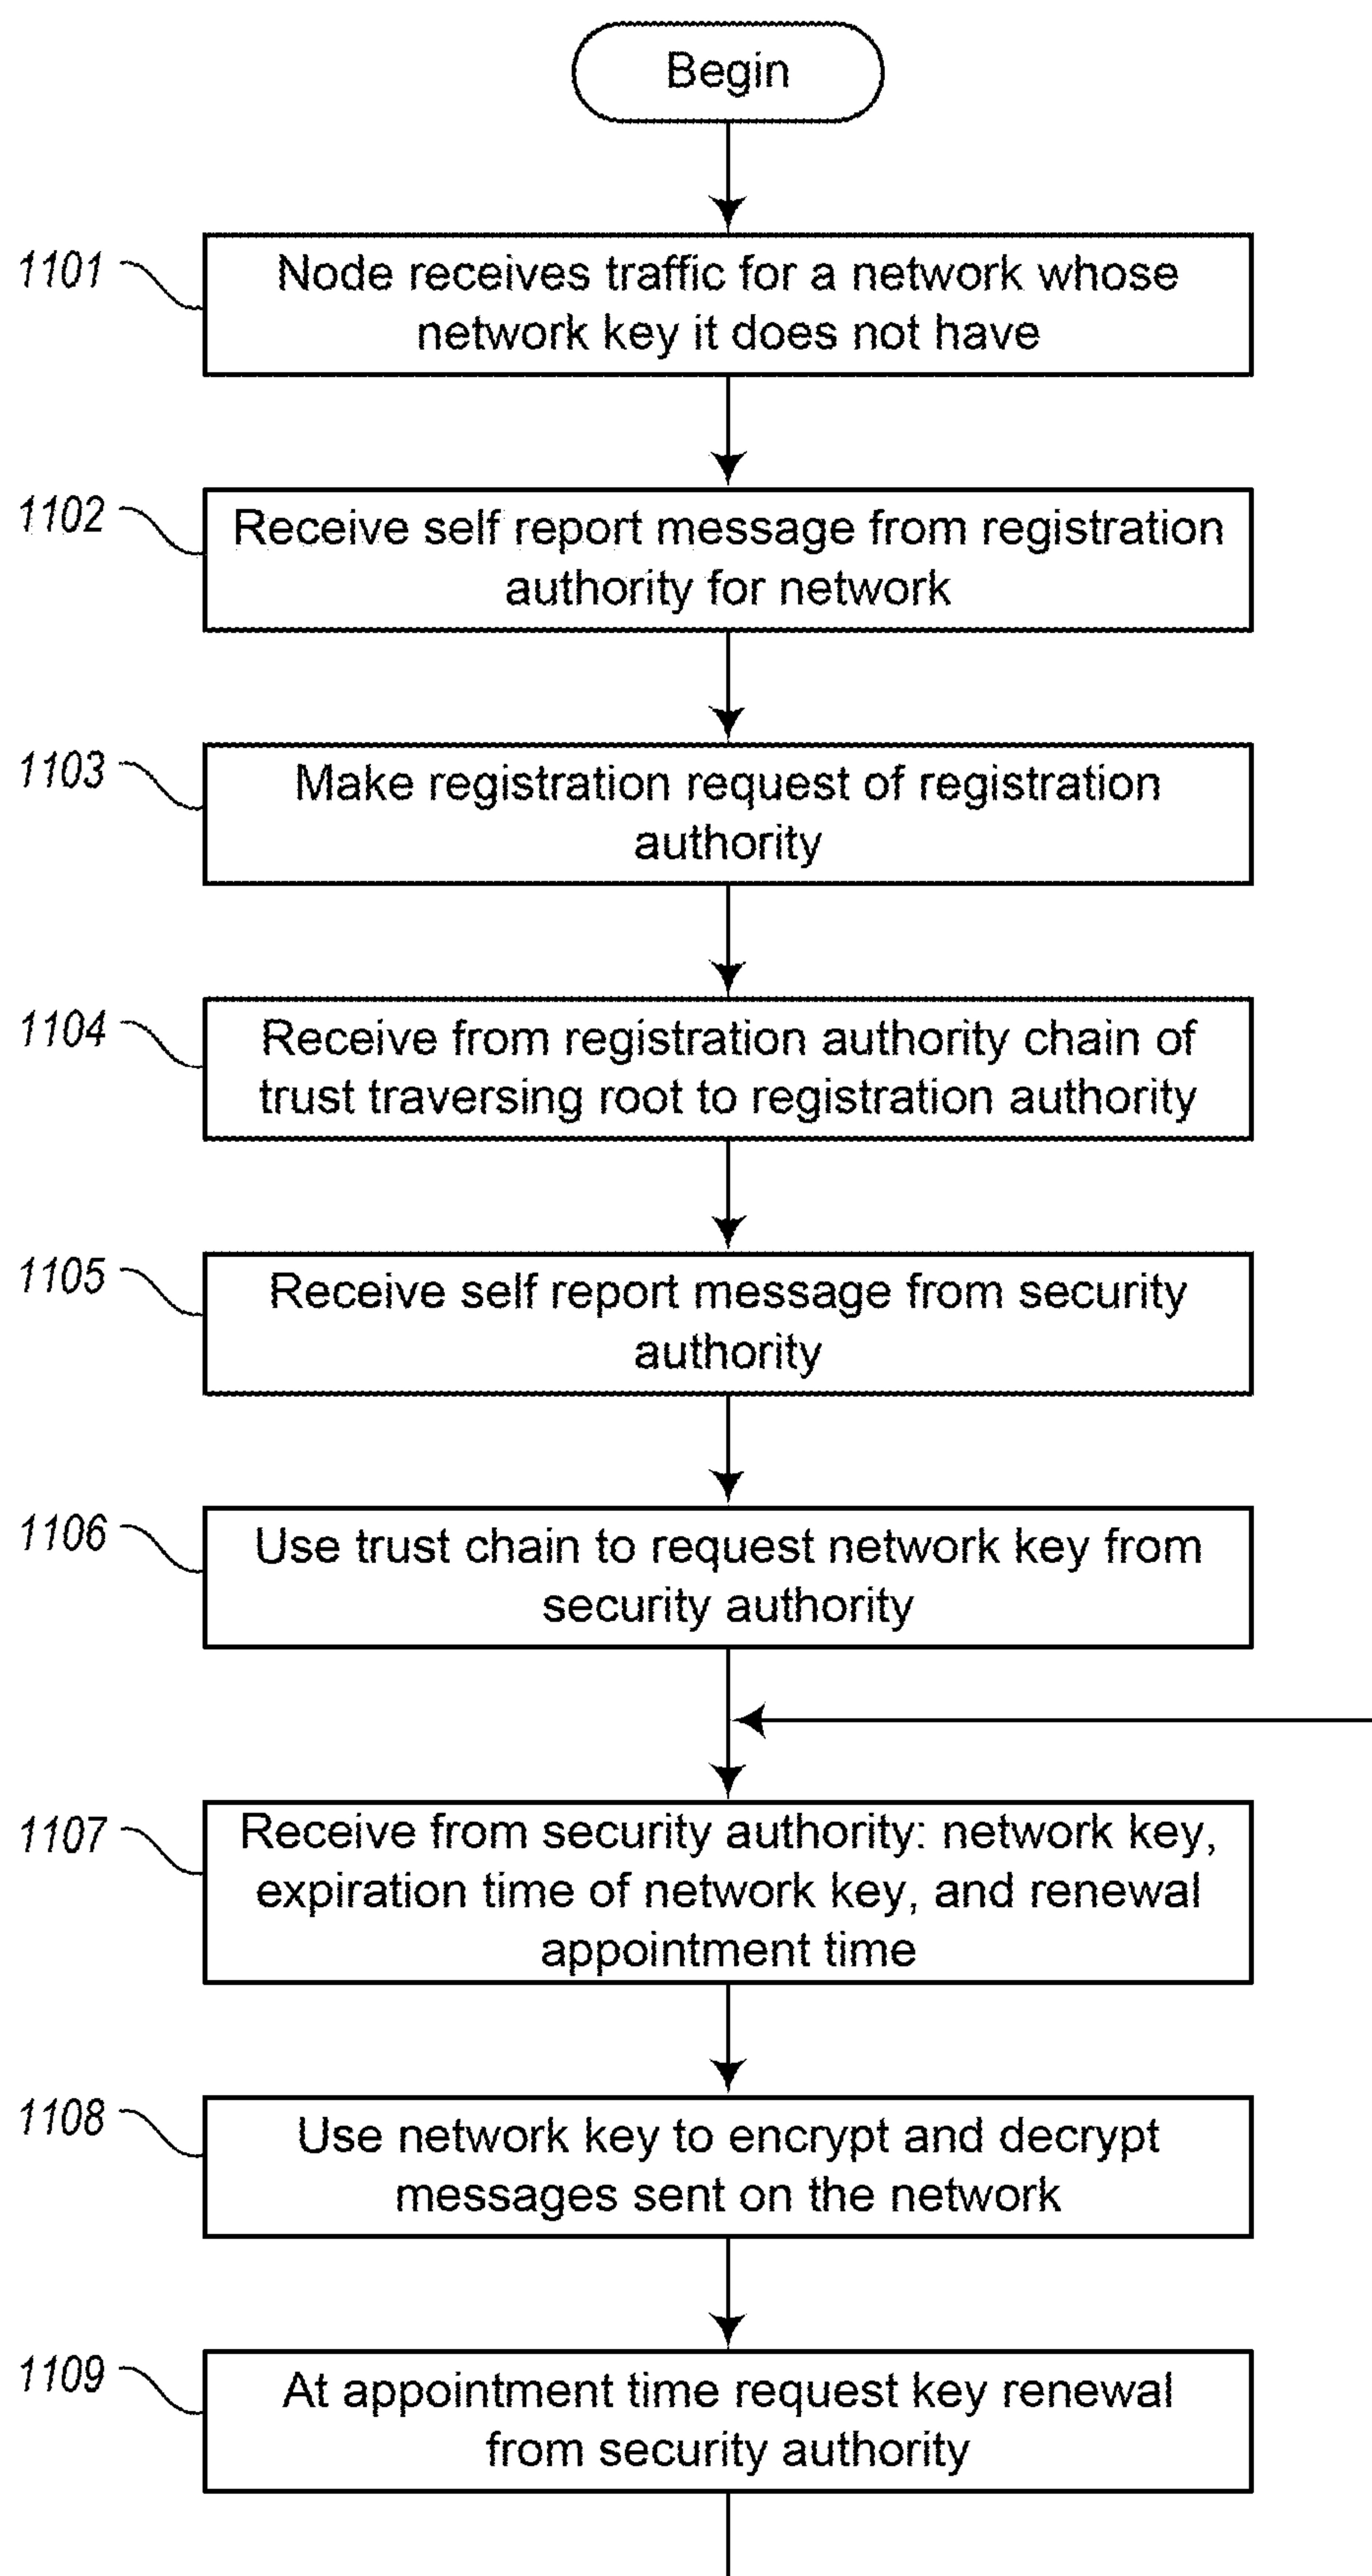 Begin
1101
Node receives traffic for a network whose
network key it does not have
1102
Receive self report message from registration
authority for network
1103
Make registration request of registration
authority
1104
Receive from registration authority chain of
trust traversing root to registration authority
1105
Receive self report message from security
authority
1106
Use trust chain to request network key from
security authority
1107
Receive from security authority: network key,
expiration time of network key, and renewal
appointment time
1108
Use network key to encrypt and decrypt
messages sent on the network
1109
At appointment time request key renewal
from security authority